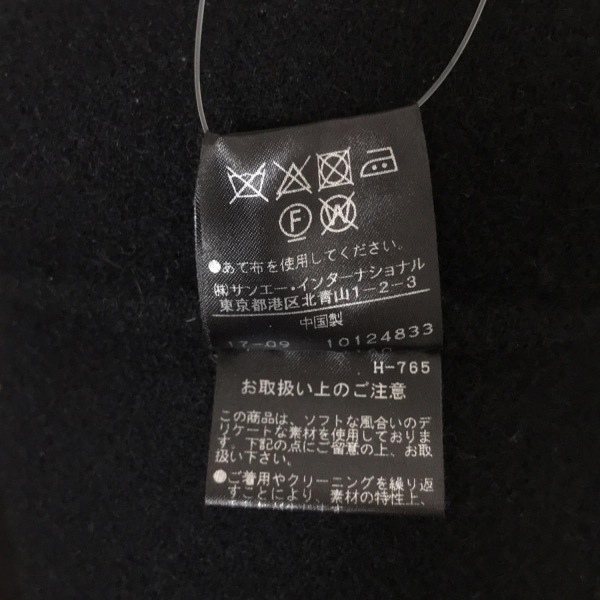 F W
●あて布を使用してください。
㈱サンエー・インターナショナル
東京都港区北青山1-2-3
中国製
17-09 10124833
H-765
お取扱い上のご注意
この商品は、ソフトな風合いのデ
リケートな素材を使用しておりま
す。下記の点にご留意の上、お取
扱い下さい。
●ご着用やクリーニングを繰り返
すことにより、素材の特性上、